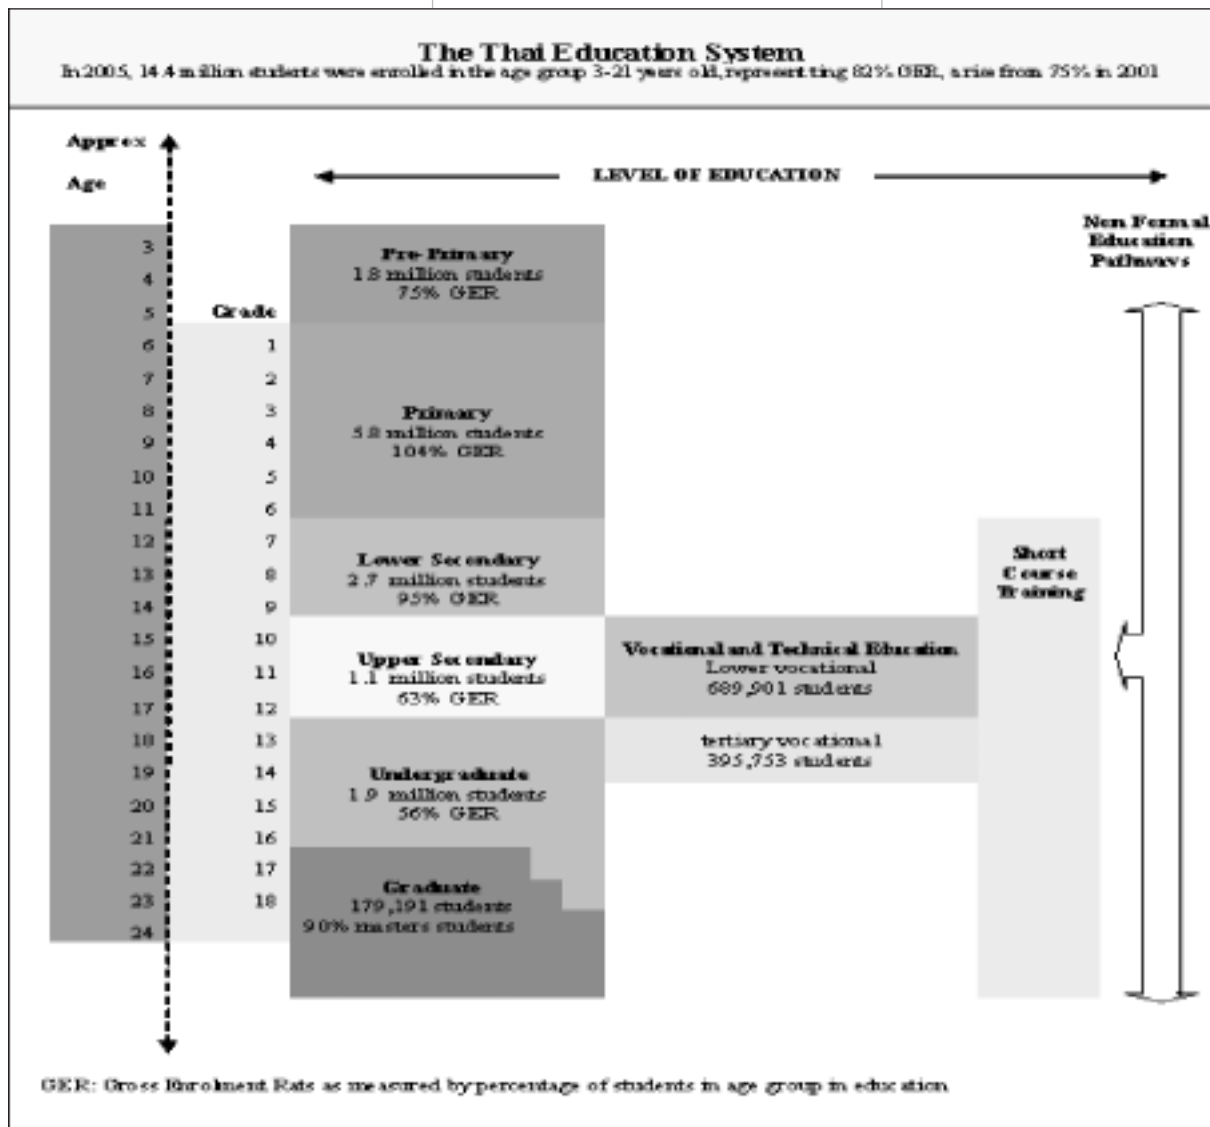 The Thai Education System
In 2005, 14.4 million students were enrolled in the age group 3-21 years old, representing 82% GER, a rise from 75% in 2001
Approx
Age
LEVEL OF EDUCATION
Non Formal
Education
Pathways
3
4
5
6
7
8
9
10
11
12
13
14
15
16
17
18
19
20
21
22
23
24
Grade
1
2
3
4
5
6
7
8
9
10
11
12
13
14
15
16
17
18
Pre-Primary
1.8 million students
75% GER
Primary
5.8 million students
104% GER
Lower Secondary
2.7 million students
95% GER
Upper Secondary
1.1 million students
63% GER
Undergraduate
1.9 million students
56% GER
Graduate
179,191 students
90% masters students
Vocational and Technical Education
Lower vocational
689,901 students
tertiary vocational
395,753 students
Short
Course
Training
GER: Gross Enrolment Rats as measured by percentage of students in age group in education